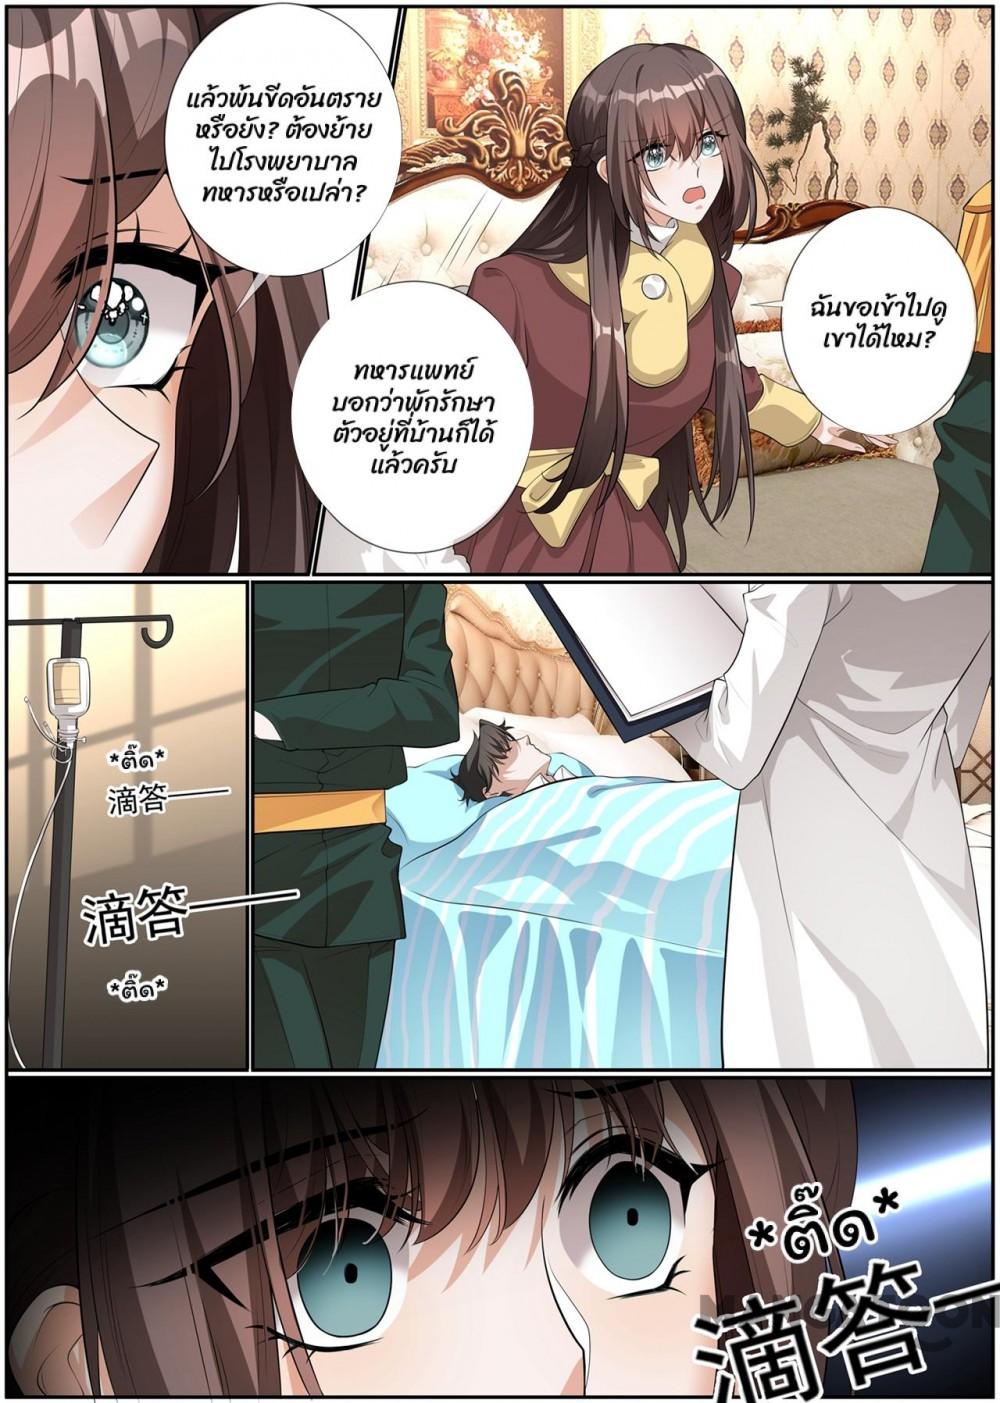 แล้วพ้นขีดอันตราย
หรือยัง? ต้องย้าย
ไปโรงพยาบาล
ทหารหรือเปล่า?
ทหารแพทย์
บอกว่าพักรักษา
ตัวอยู่ที่บ้านก็ได้
แล้วครับ
ฉันขอเข้าไปดู
เขาได้ไหม?
*ติ๊ด*
滴答——
滴答——
*ติ๊ด*
*ติ๊ด*
滴答—